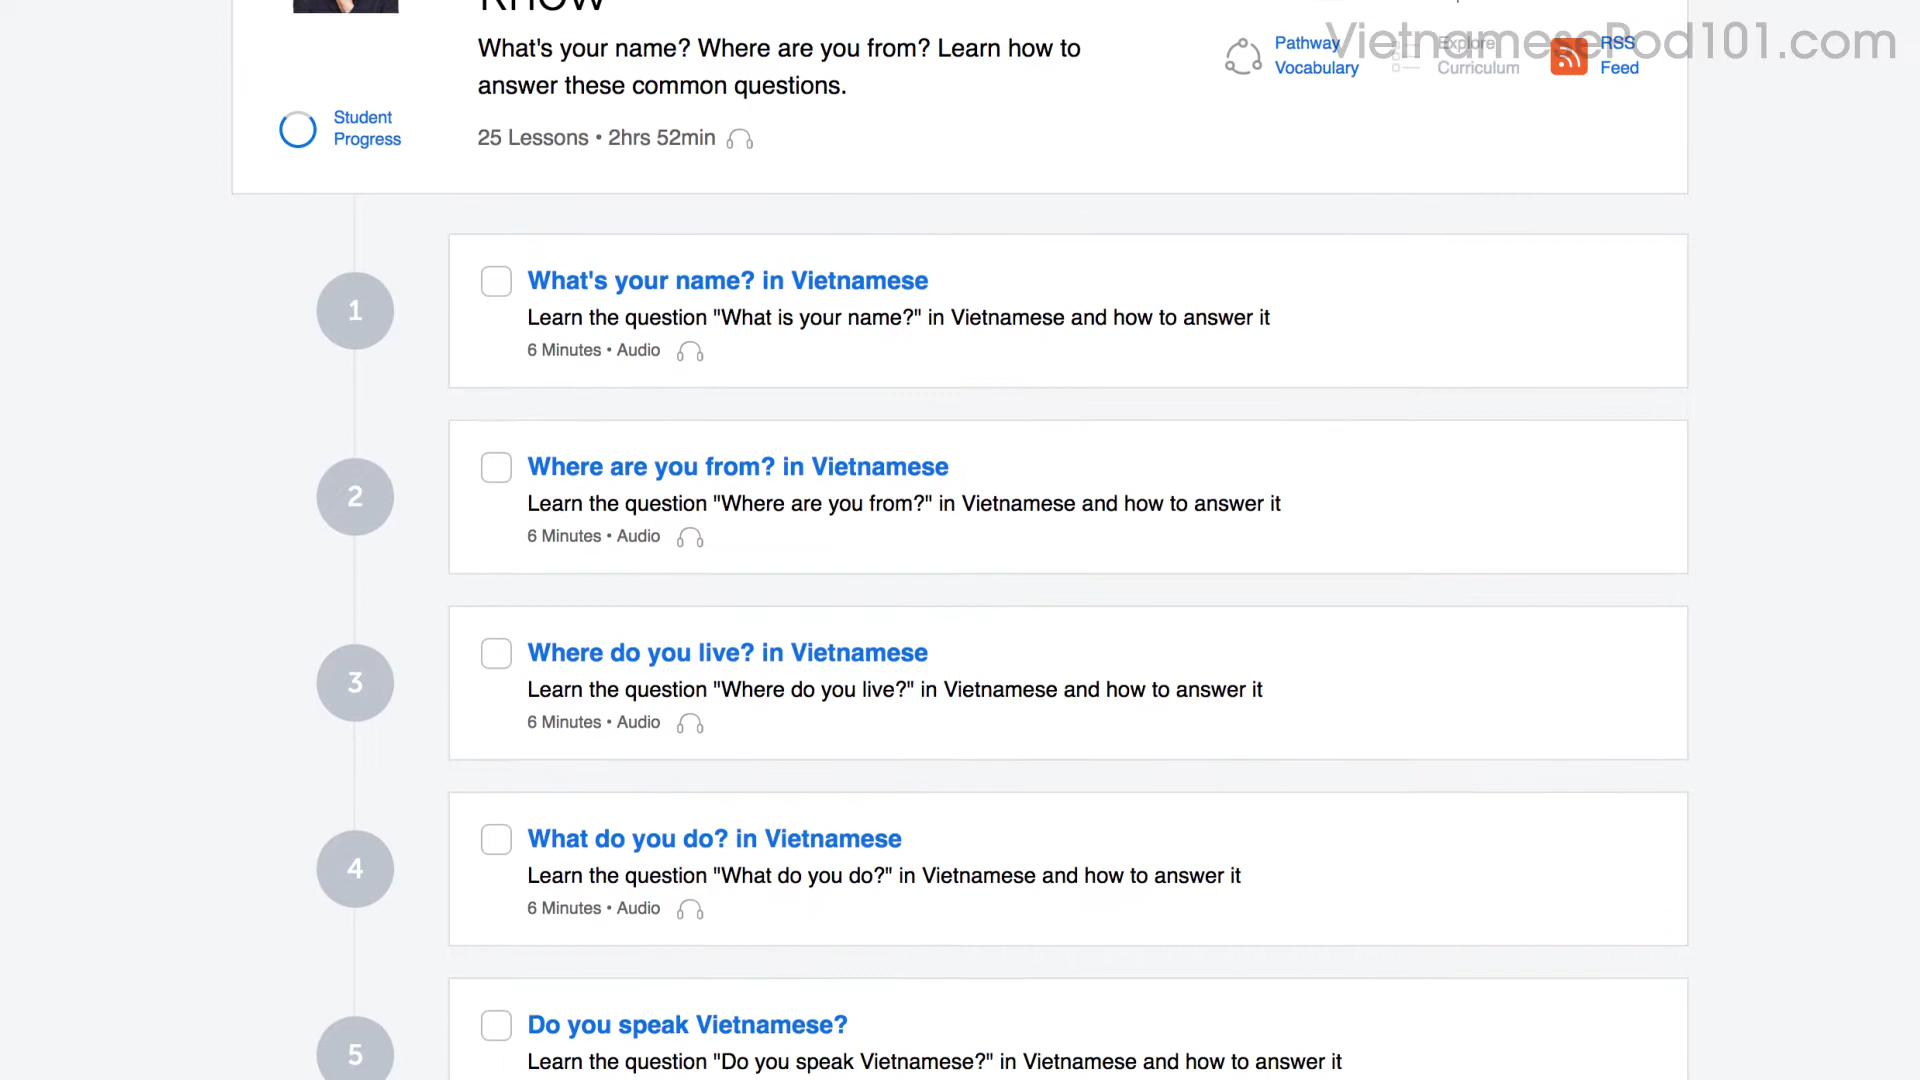 Know
VietnamesePod101.com
What's your name? Where are you from? Learn how to
answer these common questions.
Pathway
Vocabulary
Explore
Curriculum
RSS
Feed
Student
Progress
25 Lessons • 2hrs 52min
1
What's your name? in Vietnamese
Learn the question "What is your name?" in Vietnamese and how to answer it
6 Minutes • Audio
2
Where are you from? in Vietnamese
Learn the question "Where are you from?" in Vietnamese and how to answer it
6 Minutes • Audio
3
Where do you live? in Vietnamese
Learn the question "Where do you live?" in Vietnamese and how to answer it
6 Minutes • Audio
4
What do you do? in Vietnamese
Learn the question "What do you do?" in Vietnamese and how to answer it
6 Minutes • Audio
5
Do you speak Vietnamese?
Learn the question "Do you speak Vietnamese?" in Vietnamese and how to answer it